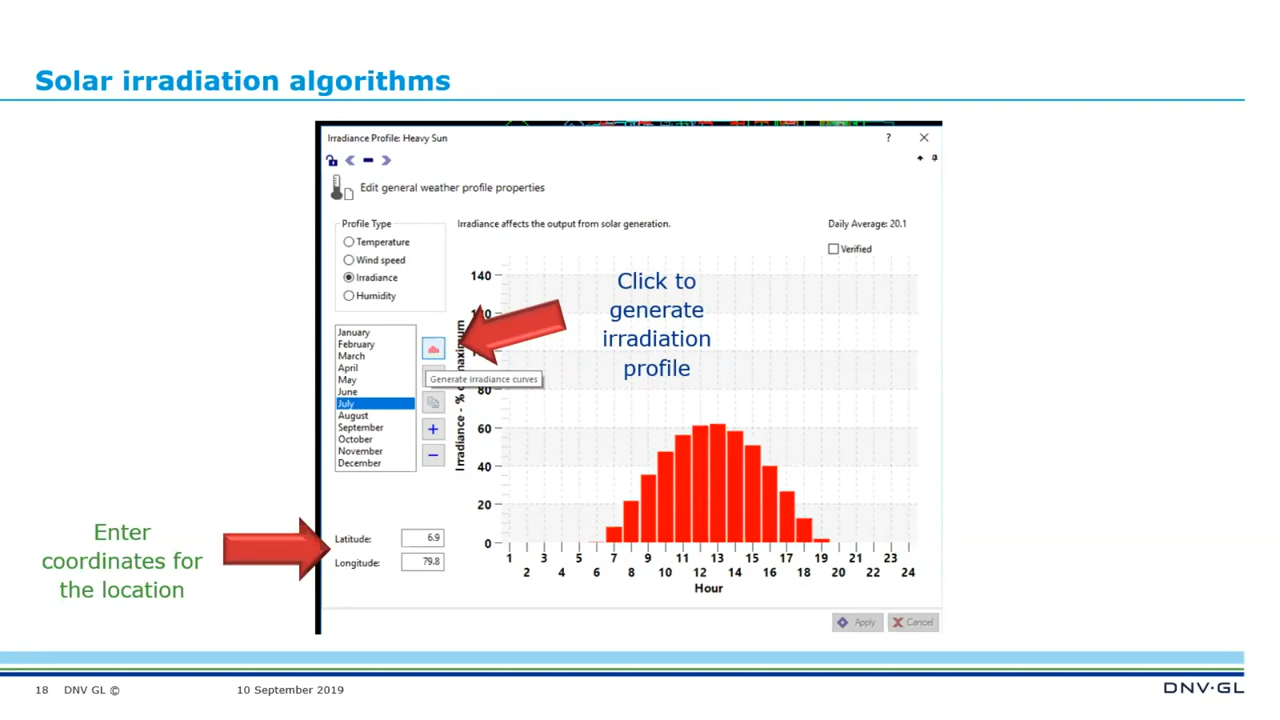 Solar irradiation algorithms
Irradiance Profile: Heavy Sun
?
Edit general weather profile properties
Profile Type
Temperature
Wind speed
Irradiance
Humidity
Irradiance affects the output from solar generation.
Daily Average: 20.1
Verified
January
February
March
April
May
June
July
August
September
October
November
December
Generate irradiance curves
Click to
generate
irradiation
profile
Irradiance - %
maximum
140
80
60
40
20
0
1 3 5 7 9 11 13 15 17 19 21 23
2 4 6 8 10 12 14 16 18 20 22 24
Hour
Enter
coordinates for
the location
Latitude: 6.9
Longitude: 79.8
Apply
Cancel
18 DNV GL © 10 September 2019
DNV·GL